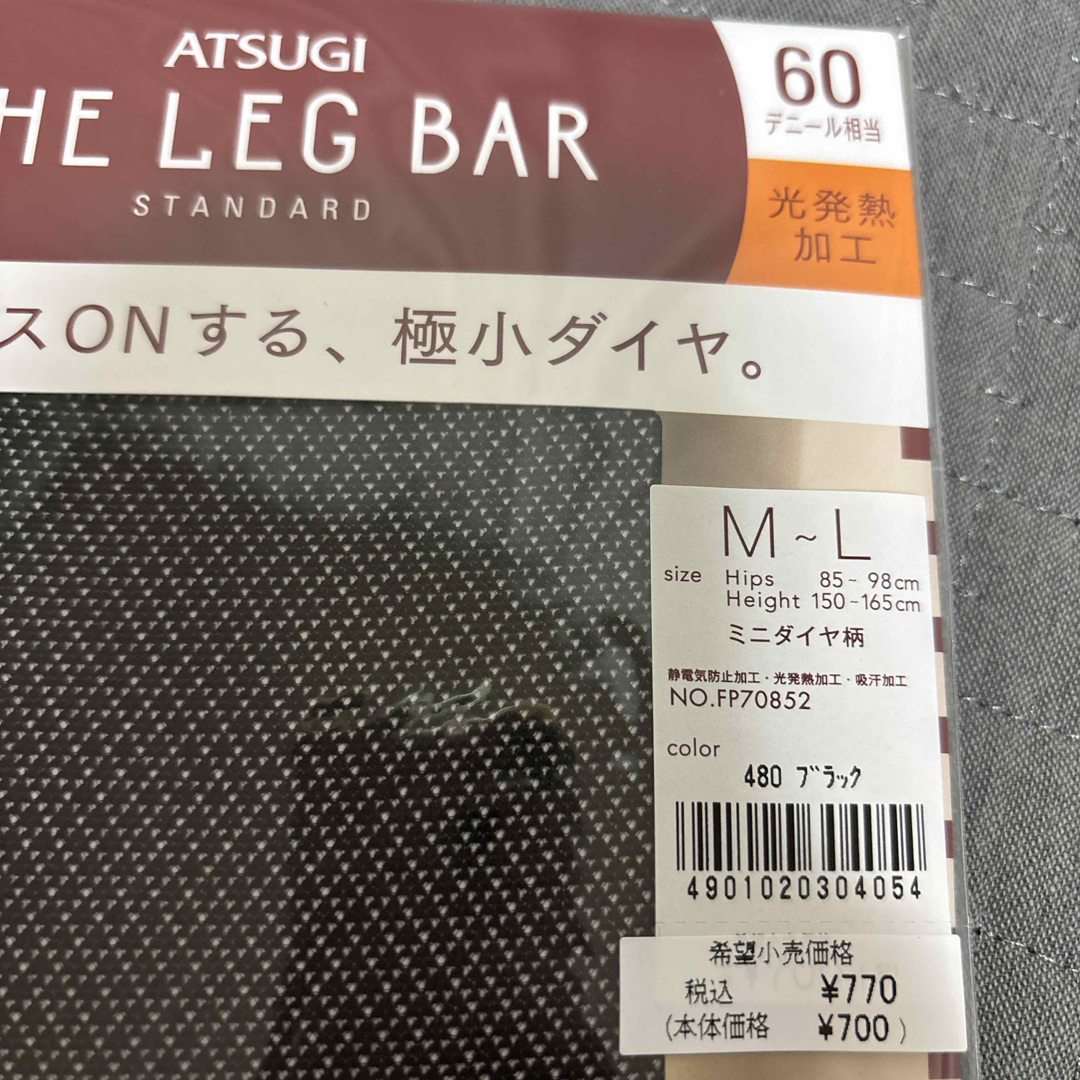 ATSUGI
HE LEG BAR
STANDARD
60
デニール相当
光発熱
加工
スONする、極小ダイヤ。
M~L
size Hips 85~98cm
Height 150-165cm
ミニダイヤ柄
静電気防止加工・光発熱加工・吸汗加工
NO.FP70852
color
480 ブラック
4901020304054
希望小売価格
税込 ¥770
(本体価格 ¥700)